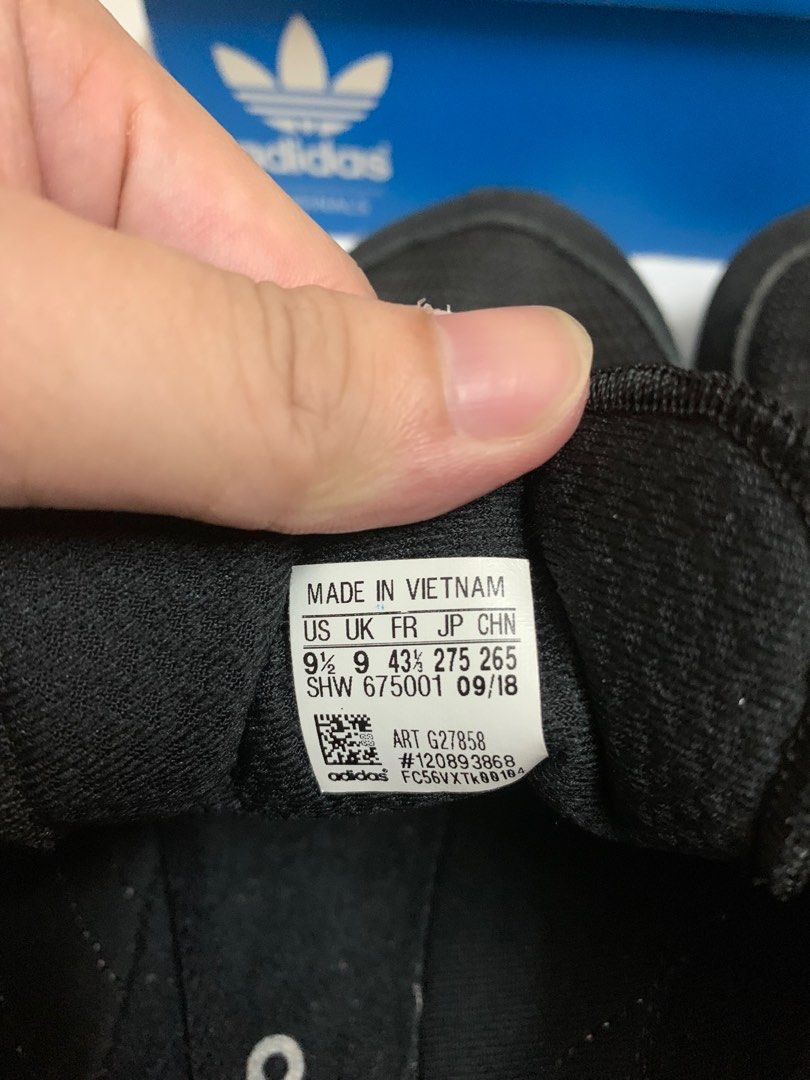 adidas
MADE IN VIETNAM
US UK FR JP CHN
9½ 9 43⅓ 275 265
SHW 675001 09/18
ART G27858
#120893868
adidas FC56VXTk00104